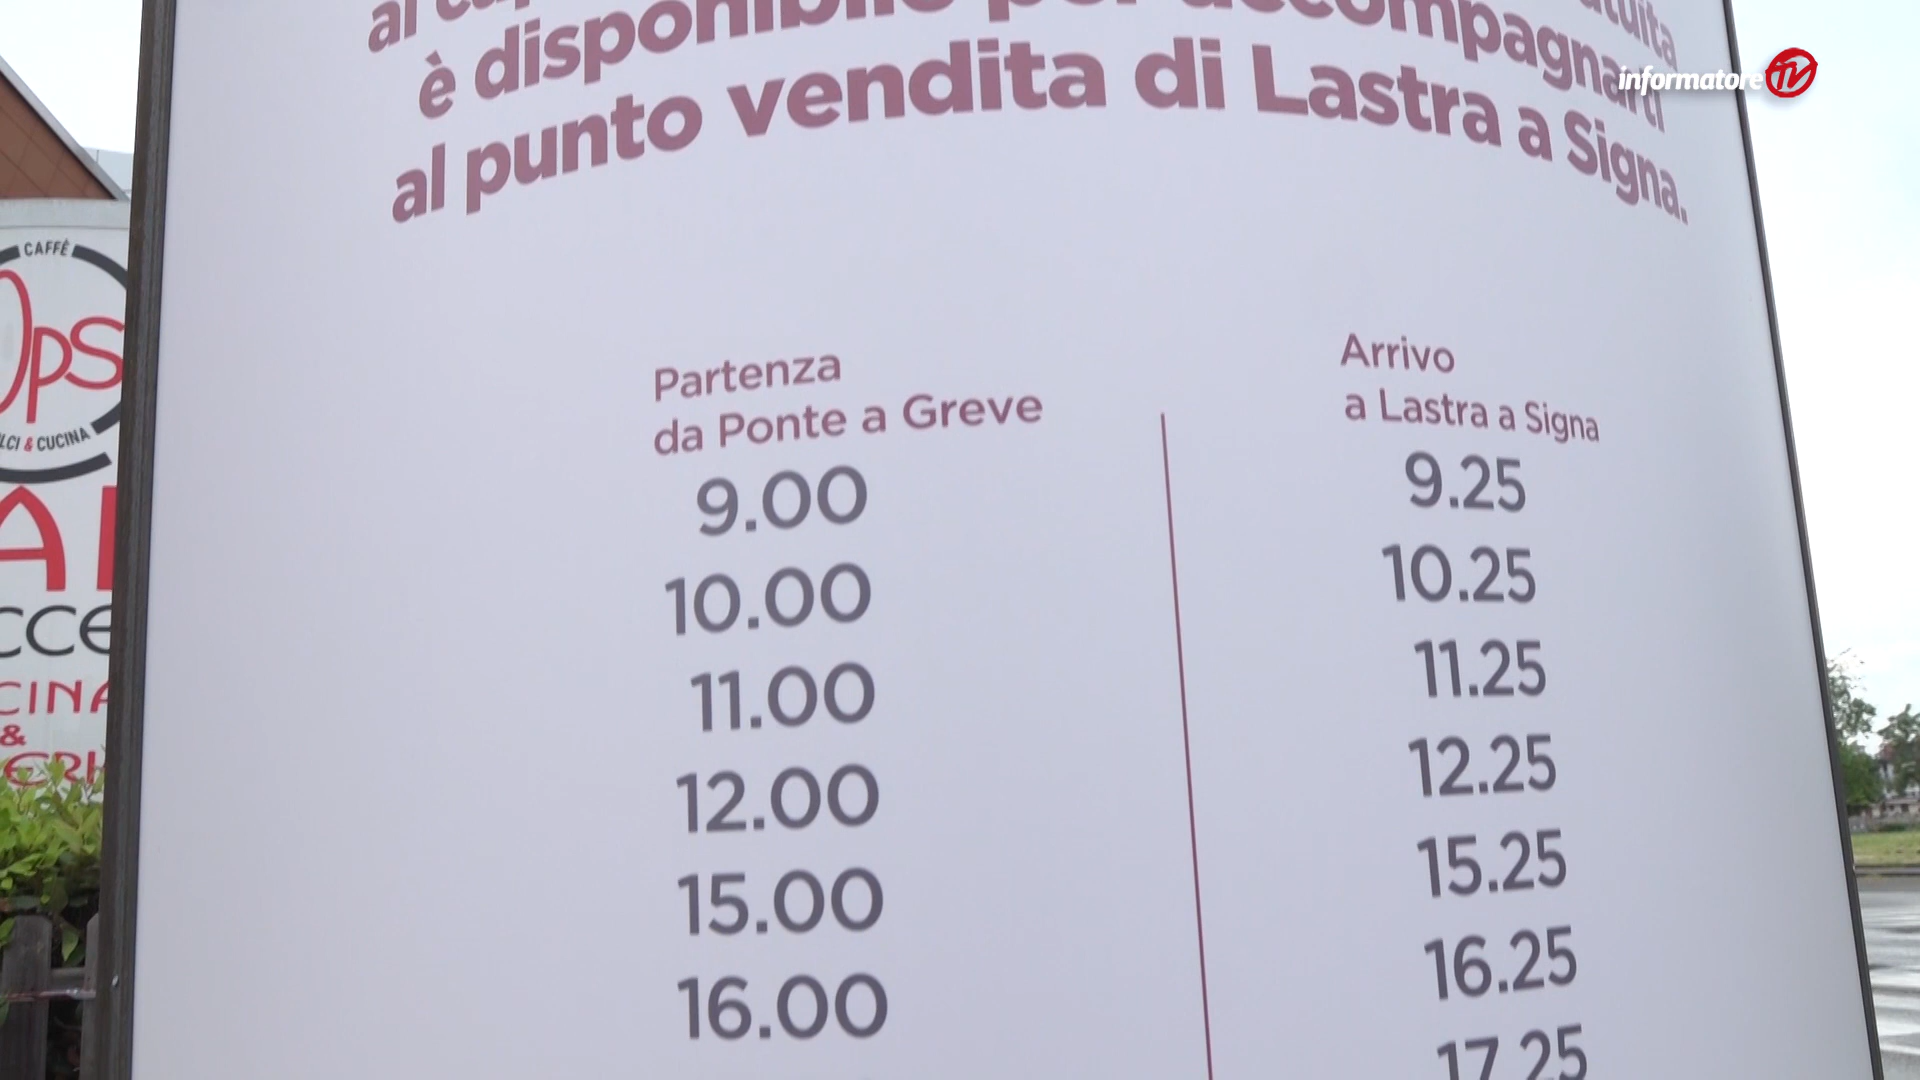 al
è disponibile per accompagnarti
al punto vendita di Lastra a Signa.
informatore TV
CAFFÈ
Ops
& CUCINA
&
Partenza
da Ponte a Greve
Arrivo
a Lastra a Signa
9.00 9.25
10.00 10.25
11.00 11.25
12.00 12.25
15.00 15.25
16.00 16.25
17.25